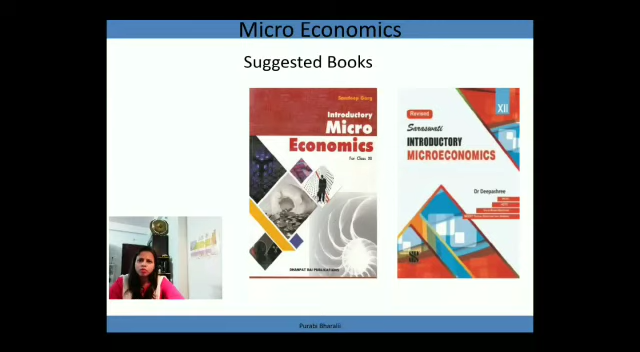 Micro Economics
Suggested Books
Sandeep Garg
Introductory
Micro
Economics
For Class XII
DHANPAT RAI PUBLICATIONS
XII
Revised
Saraswati
INTRODUCTORY
MICROECONOMICS
Dr Deepashree
Purata Bharali